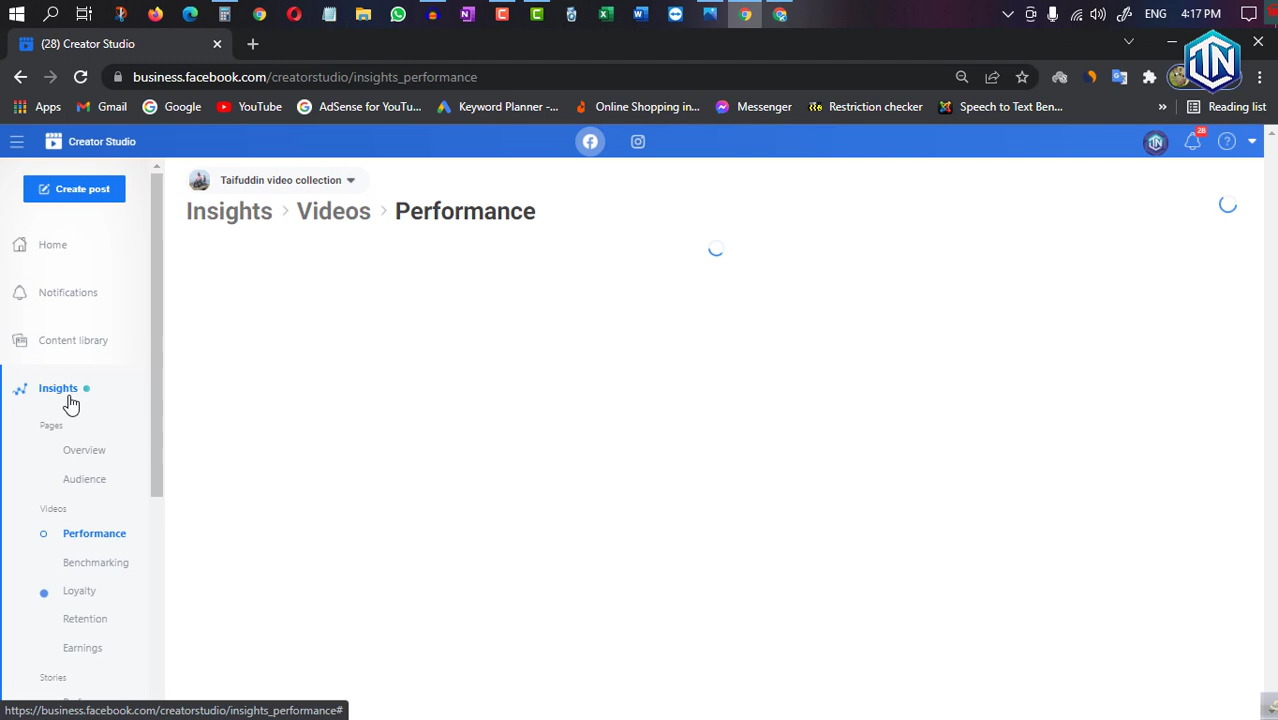 ENG 4:17 PM
(28) Creator Studio
business.facebook.com/creatorstudio/insights_performance
Apps Gmail Google YouTube AdSense for YouTu... Keyword Planner -... Online Shopping in... Messenger Restriction checker Speech to Text Ben... » Reading list
Creator Studio
28
Create post
Taifuddin video collection
Insights > Videos > Performance
Home
Notifications
Content library
Insights
Pages
Overview
Audience
Videos
Performance
Benchmarking
Loyalty
Retention
Earnings
Stories
https://business.facebook.com/creatorstudio/insights_performance#